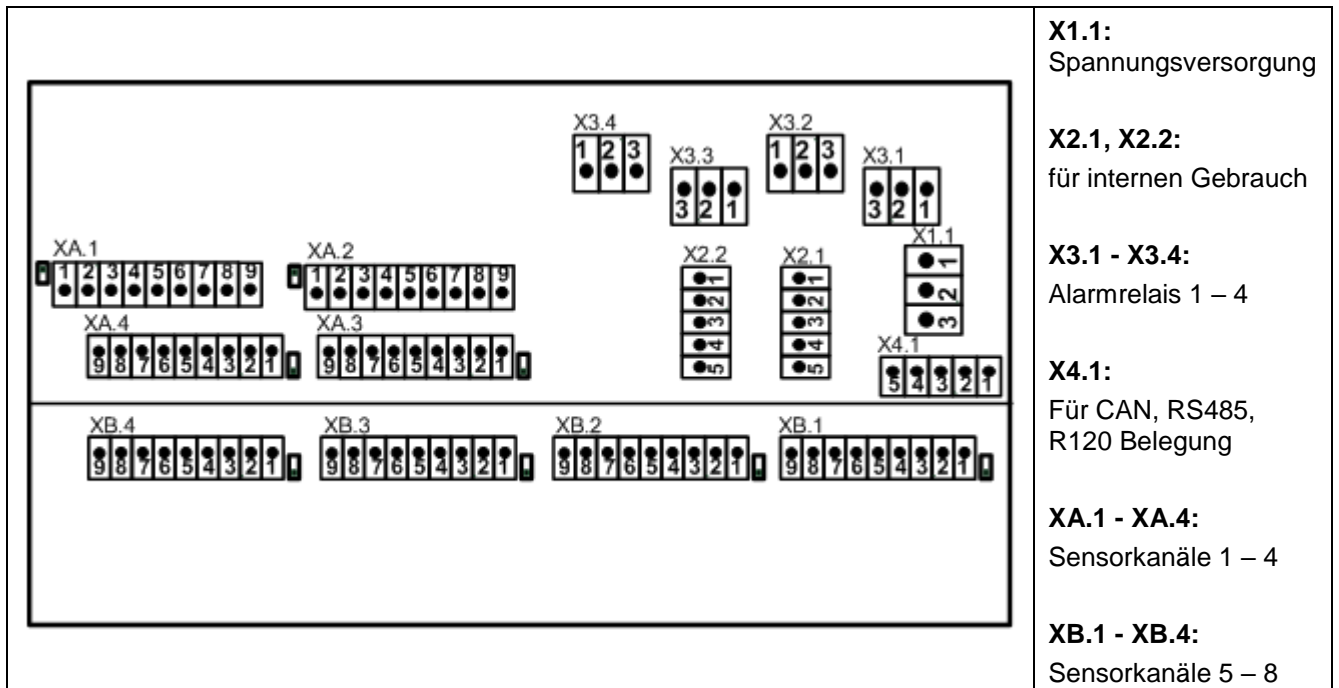 X3.4
1 2 3
X3.3
3 2 1
X3.2
1 2 3
X3.1
3 2 1
X1.1
1
2
3
XA.1
1 2 3 4 5 6 7 8 9
XA.2
1 2 3 4 5 6 7 8 9
X2.2
1
2
3
4
5
X2.1
1
2
3
4
5
XA.4
9 8 7 6 5 4 3 2 1
XA.3
9 8 7 6 5 4 3 2 1
X4.1
5 4 3 2 1
XB.4
9 8 7 6 5 4 3 2 1
XB.3
9 8 7 6 5 4 3 2 1
XB.2
9 8 7 6 5 4 3 2 1
XB.1
9 8 7 6 5 4 3 2 1
X1.1:
Spannungsversorgung
X2.1, X2.2:
für internen Gebrauch
X3.1 - X3.4:
Alarmrelais 1 – 4
X4.1:
Für CAN, RS485,
R120 Belegung
XA.1 - XA.4:
Sensorkanäle 1 – 4
XB.1 - XB.4:
Sensorkanäle 5 – 8